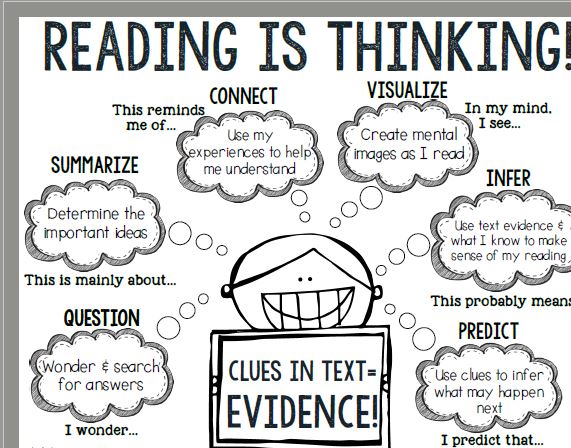 READING IS THINKING!
CONNECT
This reminds
me of...
Use my
experiences to help
me understand
VISUALIZE
In my mind,
I see...
Create mental
images as I read
SUMMARIZE
Determine the
important ideas
This is mainly about...
INFER
Use text evidence &
what I know to make
sense of my reading
This probably means
QUESTION
Wonder & search
for answers
I wonder...
PREDICT
Use clues to infer
what may happen
next
I predict that...
CLUES IN TEXT=
EVIDENCE!